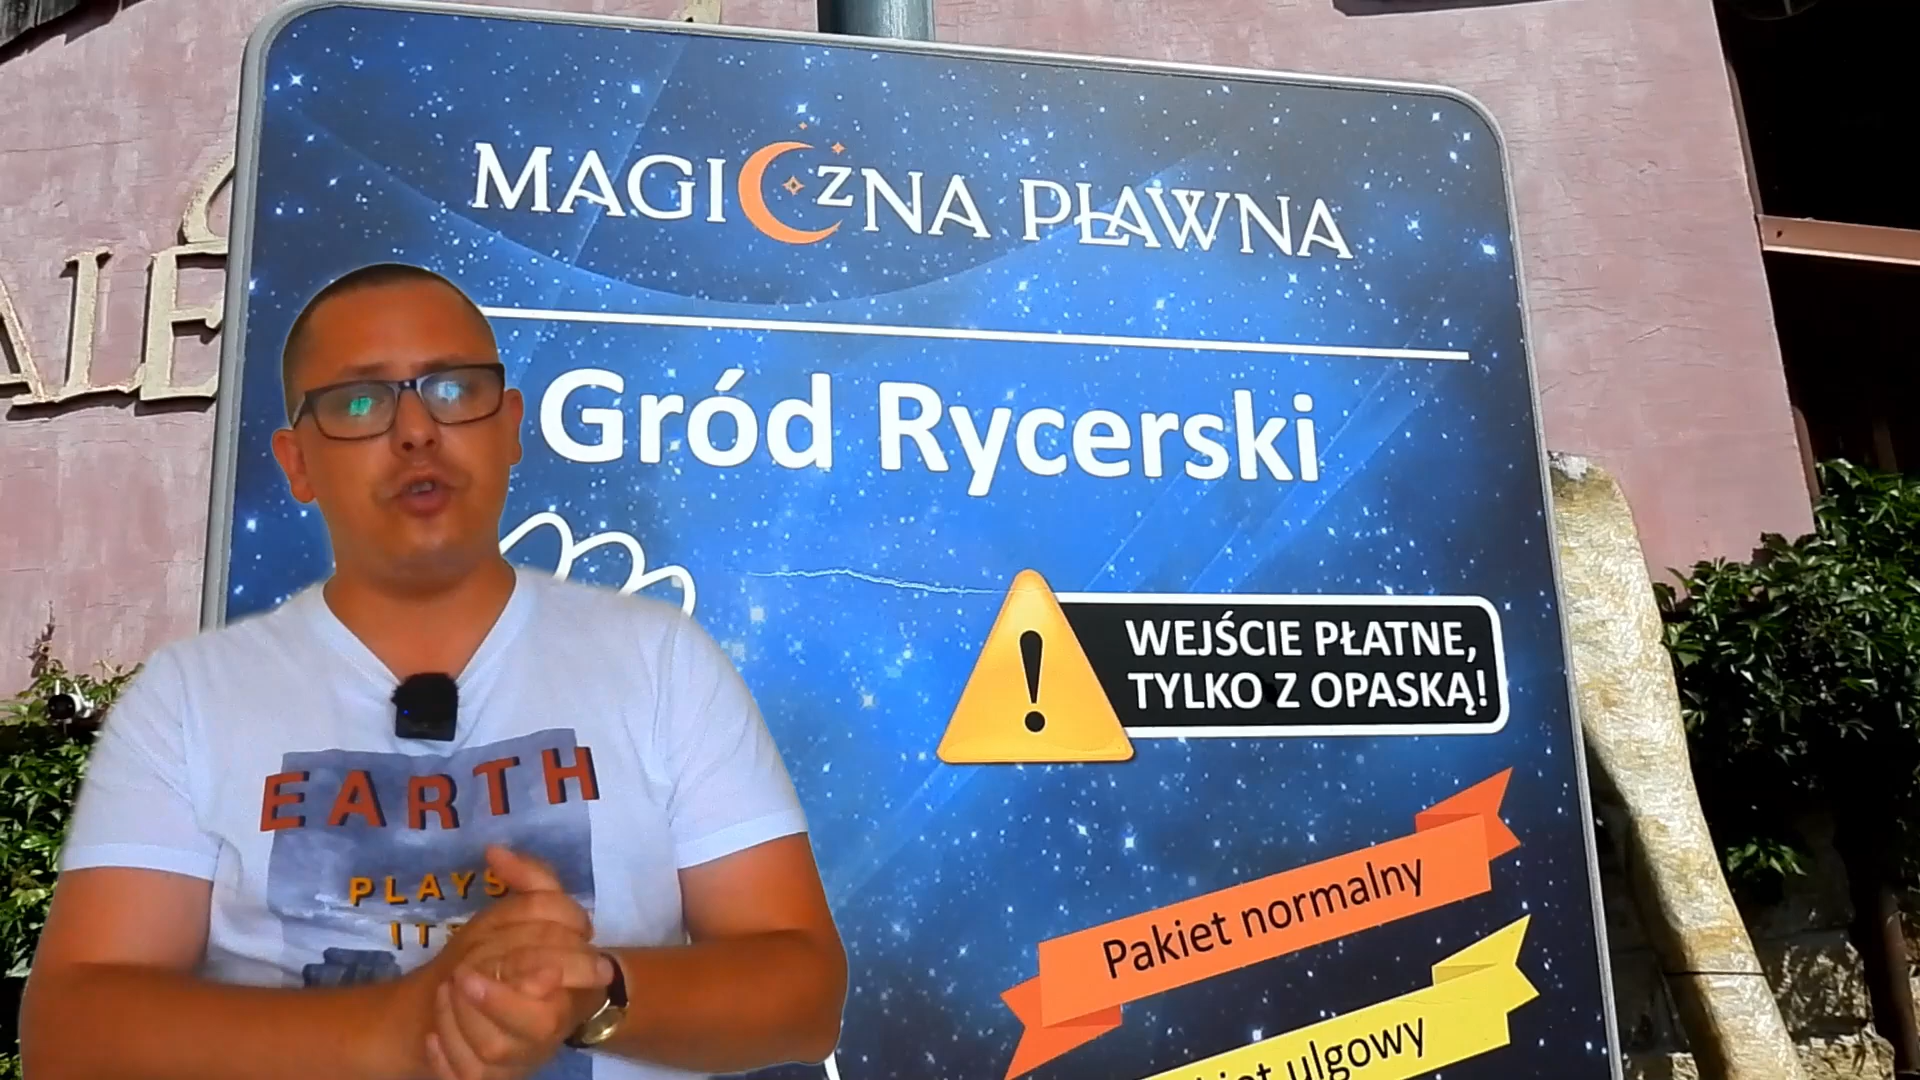 MAGICZNA PŁAWNA
Gród Rycerski
WEJŚCIE PŁATNE,
TYLKO Z OPASKĄ!
Pakiet normalny
ulgowy
EARTH
PLAYS